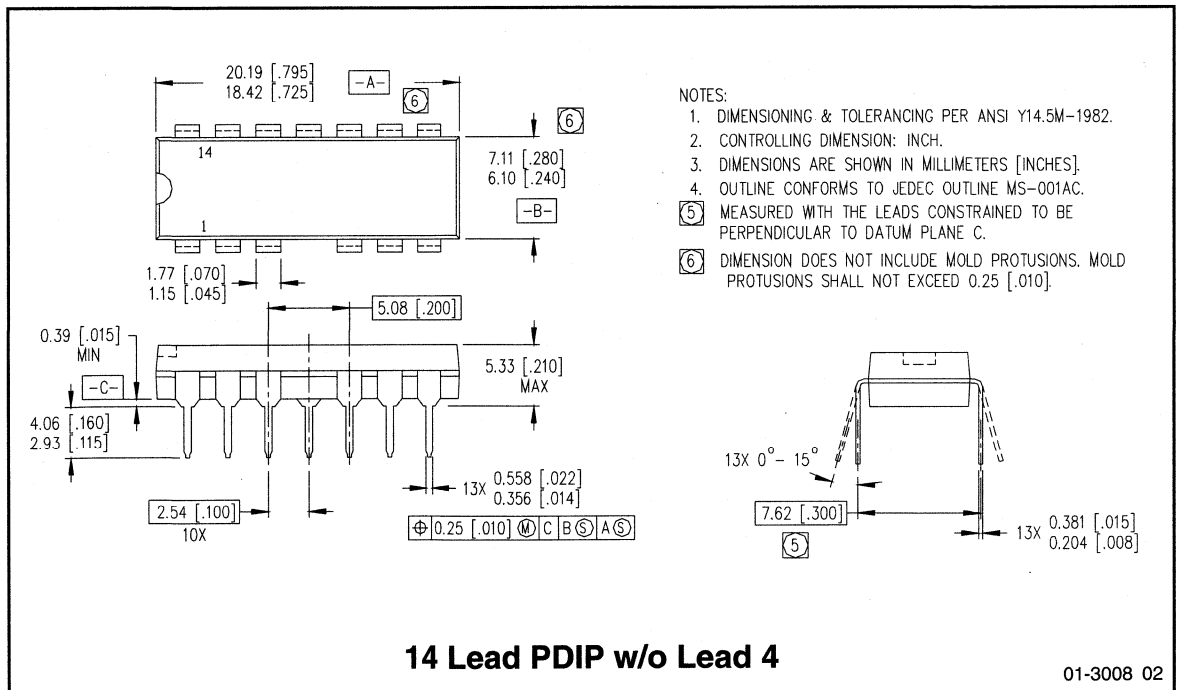 20.19 [.795]
18.42 [.725]
-A-
6
6
14
1
7.11 [.280]
6.10 [.240]
-B-
1.77 [.070]
1.15 [.045]
5.08 [.200]
0.39 [.015]
MIN
-C-
4.06 [.160]
2.93 [.115]
5.33 [.210]
MAX
2.54 [.100]
10X
13X 0.558 [.022]
0.356 [.014]
⌖ 0.25 [.010] Ⓜ C B Ⓢ A Ⓢ
NOTES:
1. DIMENSIONING & TOLERANCING PER ANSI Y14.5M-1982.
2. CONTROLLING DIMENSION: INCH.
3. DIMENSIONS ARE SHOWN IN MILLIMETERS [INCHES].
4. OUTLINE CONFORMS TO JEDEC OUTLINE MS-001AC.
5 MEASURED WITH THE LEADS CONSTRAINED TO BE
PERPENDICULAR TO DATUM PLANE C.
6 DIMENSION DOES NOT INCLUDE MOLD PROTUSIONS. MOLD
PROTUSIONS SHALL NOT EXCEED 0.25 [.010].
13X 0°- 15°
7.62 [.300]
5
13X 0.381 [.015]
0.204 [.008]
14 Lead PDIP w/o Lead 4
01-3008 02